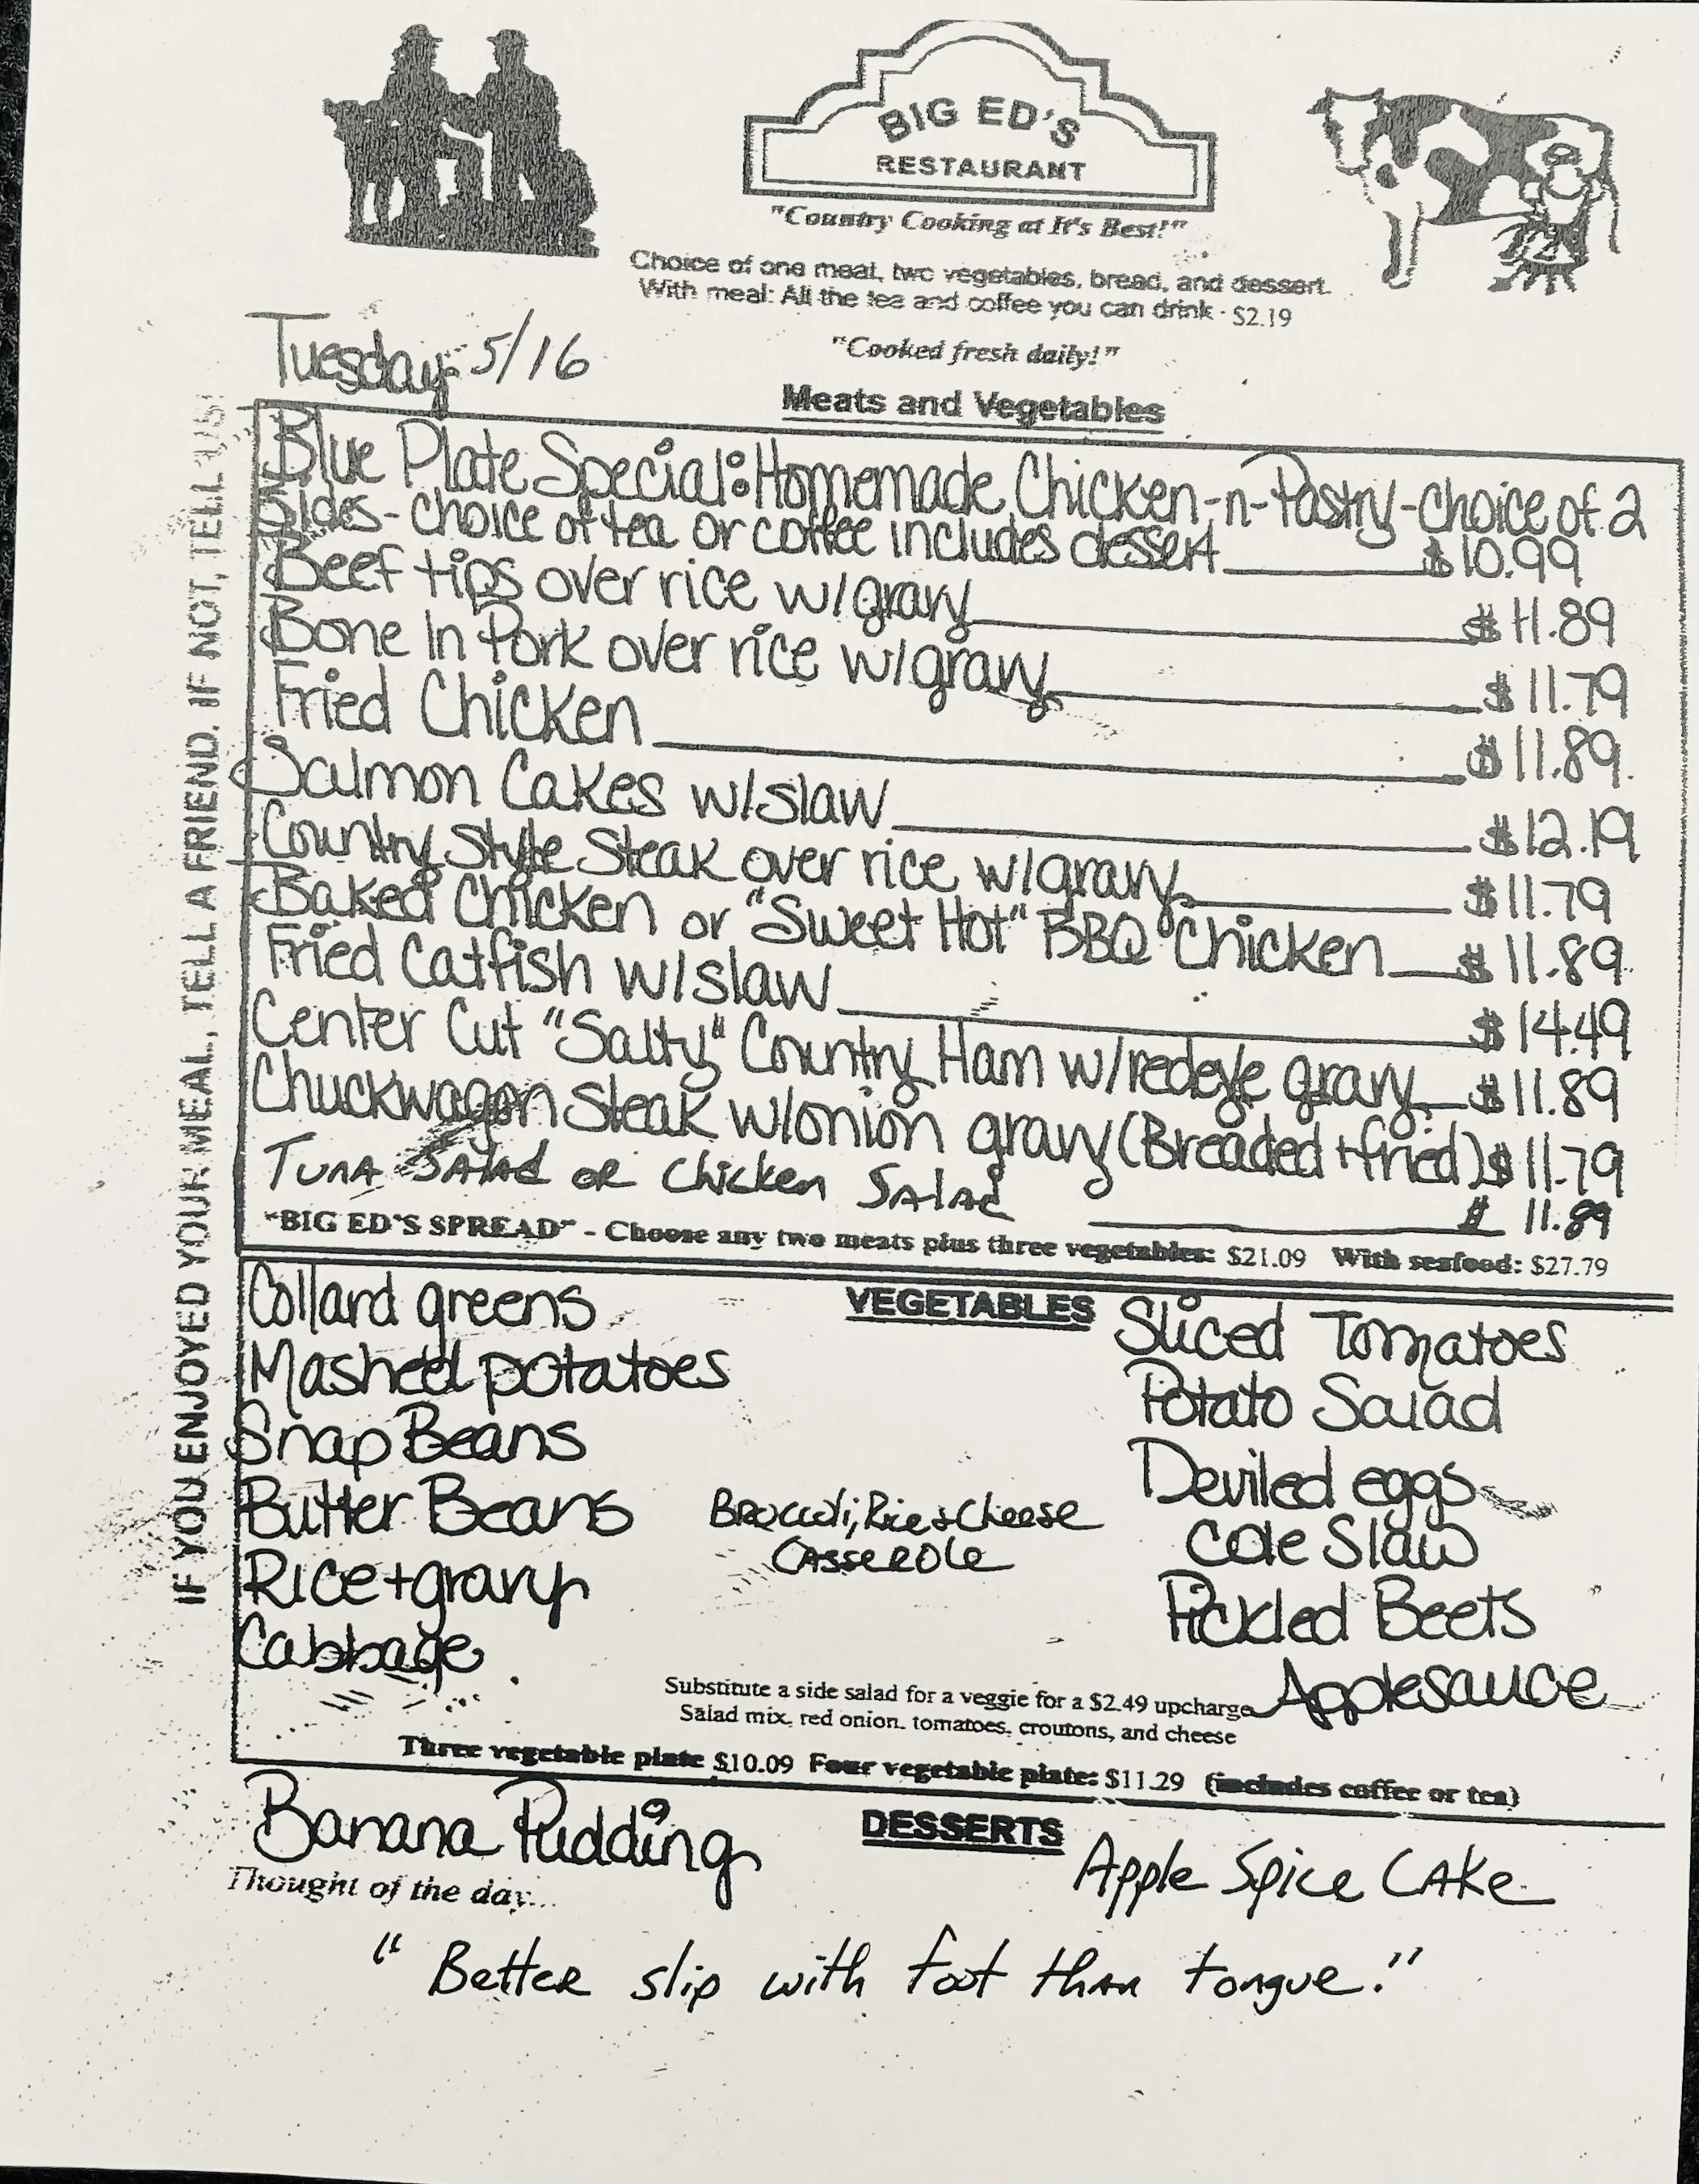 BIG ED'S
RESTAURANT
"Country Cooking at It's Best!"
Choice of one meat, two vegetables, bread, and dessert.
With meal: All the tea and coffee you can drink - $2.19
Tuesday 5/16
"Cooked fresh daily!"
Meats and Vegetables
IF YOU ENJOYED YOUR MEAL, TELL A FRIEND. IF NOT, TELL US!
Blue Plate Special: Homemade Chicken-n-Pastry-choice of 2
Sides-choice of tea or coffee includes dessert $10.99
Beef tips over rice w/gravy $11.89
Bone In Pork over rice w/gravy $11.79
Fried Chicken $11.89
Salmon Cakes w/slaw $12.19
Country Style Steak over rice w/gravy $11.79
Baked Chicken or "Sweet Hot" BBQ Chicken $11.89
Fried Catfish w/slaw $14.49
Center Cut "Salty" Country Ham w/redeye gravy $11.89
Chuckwagon Steak w/onion gravy (Breaded + fried) $11.79
Tuna Salad or Chicken Salad $11.89
"BIG ED'S SPREAD" - Choose any two meats plus three vegetables: $21.09 With seafood: $27.79
VEGETABLES
Collard greens
Mashed potatoes
Snap Beans
Butter Beans
Rice + gravy
Cabbage
Broccoli, Rice + Cheese
Casserole
Sliced Tomatoes
Potato Salad
Deviled eggs
Cole Slaw
Pickled Beets
Applesauce
Substitute a side salad for a veggie for a $2.49 upcharge
Salad mix, red onion, tomatoes, croutons, and cheese
Three vegetable plate $10.09 Four vegetable plate: $11.29 (includes coffee or tea)
DESSERTS
Banana Pudding
Apple Spice Cake
Thought of the day...
"Better slip with foot than tongue."